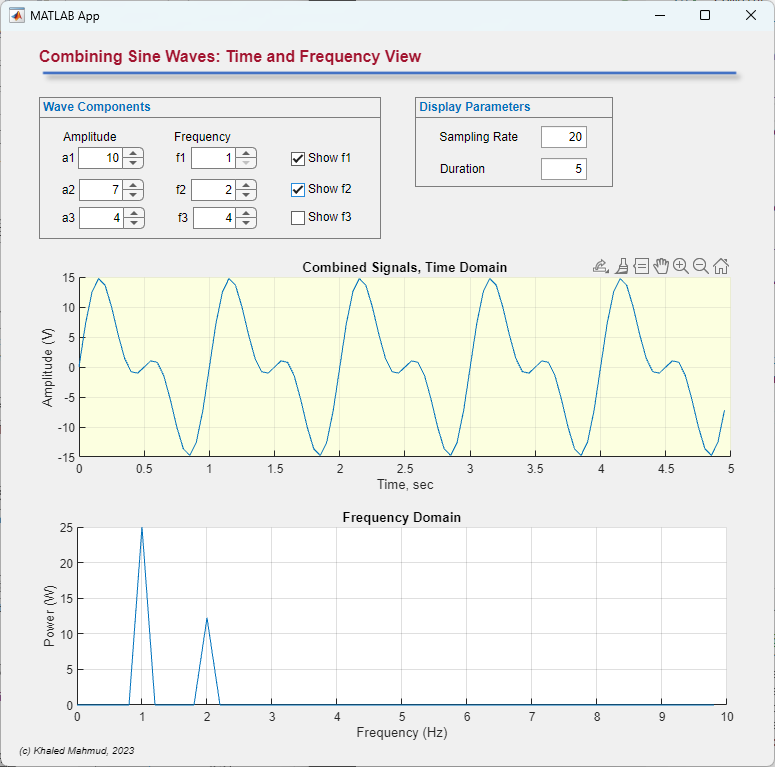 MATLAB App
Combining Sine Waves: Time and Frequency View
Wave Components
Amplitude Frequency
a1 10 f1 1 Show f1
a2 7 f2 2 Show f2
a3 4 f3 4 Show f3
Display Parameters
Sampling Rate 20
Duration 5
Combined Signals, Time Domain
15
10
5
0
-5
-10
-15
Amplitude (V)
0 0.5 1 1.5 2 2.5 3 3.5 4 4.5 5
Time, sec
Frequency Domain
25
20
15
10
5
0
Power (W)
0 1 2 3 4 5 6 7 8 9 10
Frequency (Hz)
(c) Khaled Mahmud, 2023